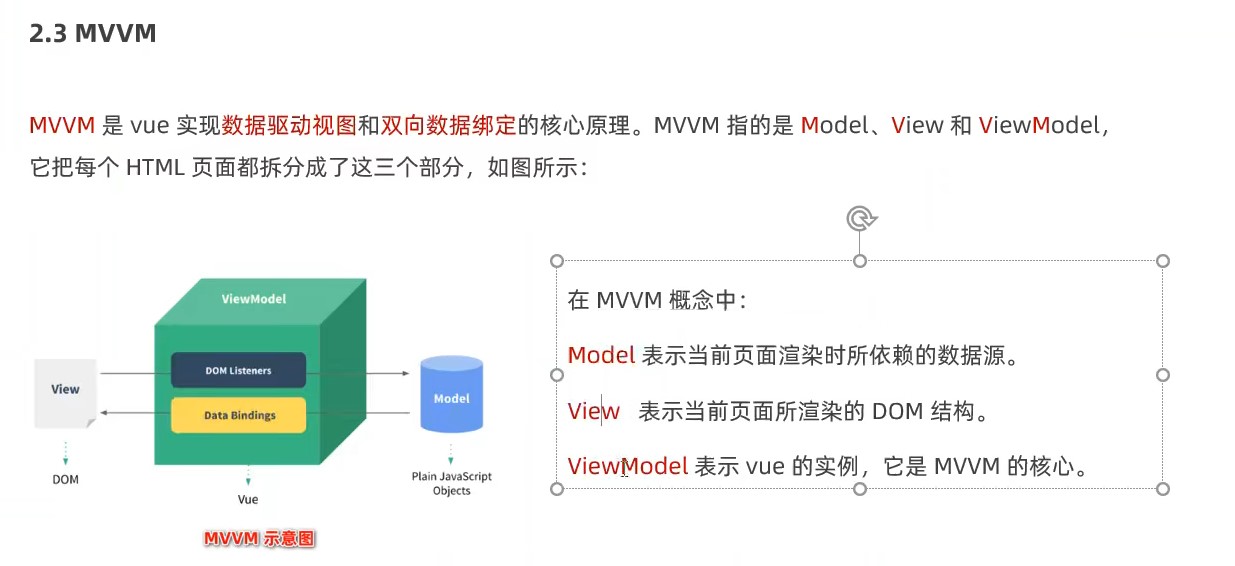 2.3 MVVM
MVVM 是 vue 实现数据驱动视图和双向数据绑定的核心原理。MVVM 指的是 Model、View 和 ViewModel，
它把每个 HTML 页面都拆分成了这三个部分，如图所示：
ViewModel
DOM Listeners
Data Bindings
View
Model
DOM
Vue
Plain JavaScript
Objects
MVVM 示意图
在 MVVM 概念中：
Model 表示当前页面渲染时所依赖的数据源。
View 表示当前页面所渲染的 DOM 结构。
ViewModel 表示 vue 的实例，它是 MVVM 的核心。